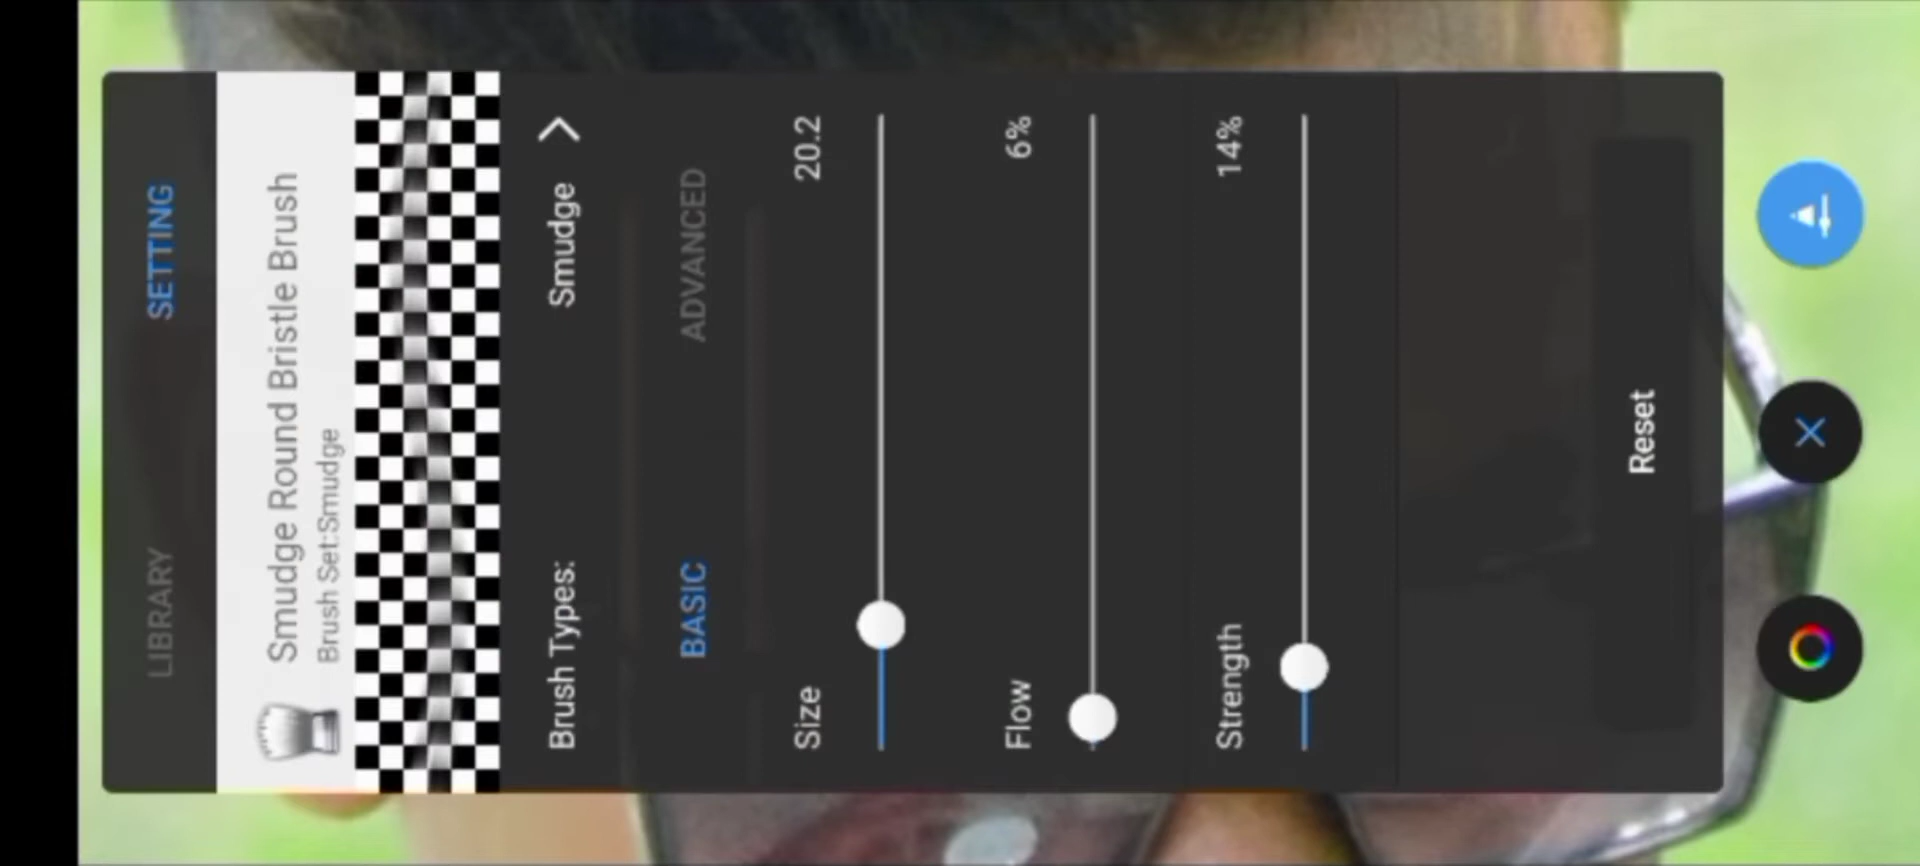 LIBRARY SETTING
Smudge Round Bristle Brush
Brush Set:Smudge
Brush Types: Smudge >
BASIC ADVANCED
Size 20.2
Flow 6%
Strength 14%
Reset